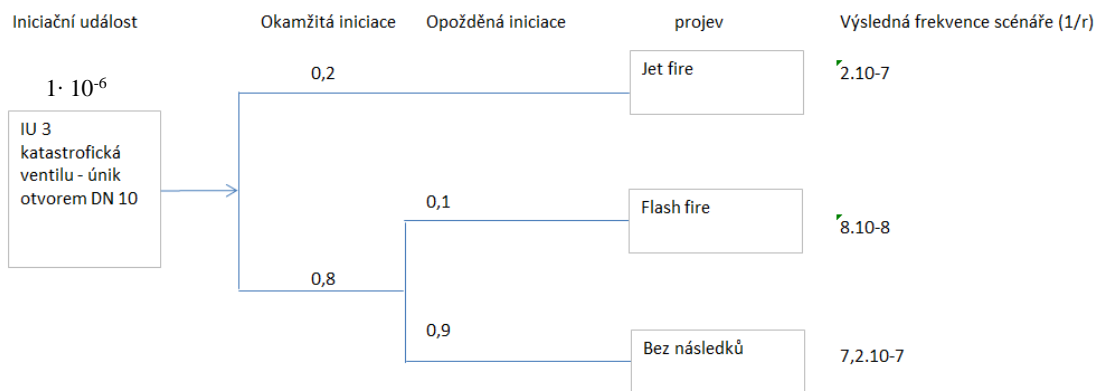 Iniciační událost
Okamžitá iniciace
Opožděná iniciace
projev
Výsledná frekvence scénáře (1/r)
1· 10⁻⁶
0,2
Jet fire
2.10-7
IU 3
katastrofická
ventilu - únik
otvorem DN 10
0,1
Flash fire
8.10-8
0,8
0,9
Bez následků
7,2.10-7